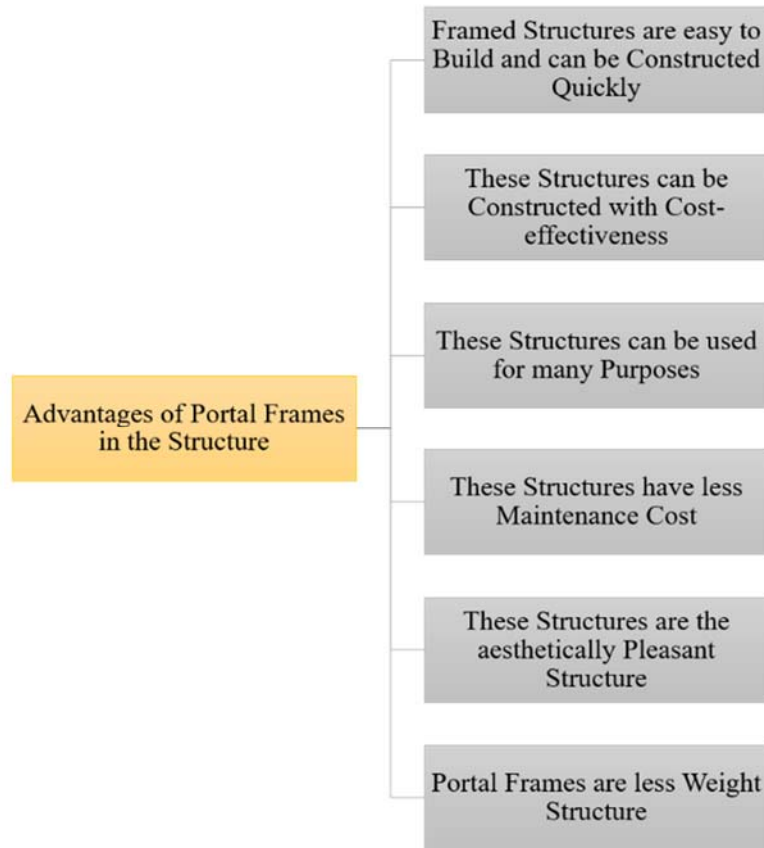 Framed Structures are easy to
Build and can be Constructed
Quickly
These Structures can be
Constructed with Cost-
effectiveness
These Structures can be used
for many Purposes
Advantages of Portal Frames
in the Structure
These Structures have less
Maintenance Cost
These Structures are the
aesthetically Pleasant
Structure
Portal Frames are less Weight
Structure